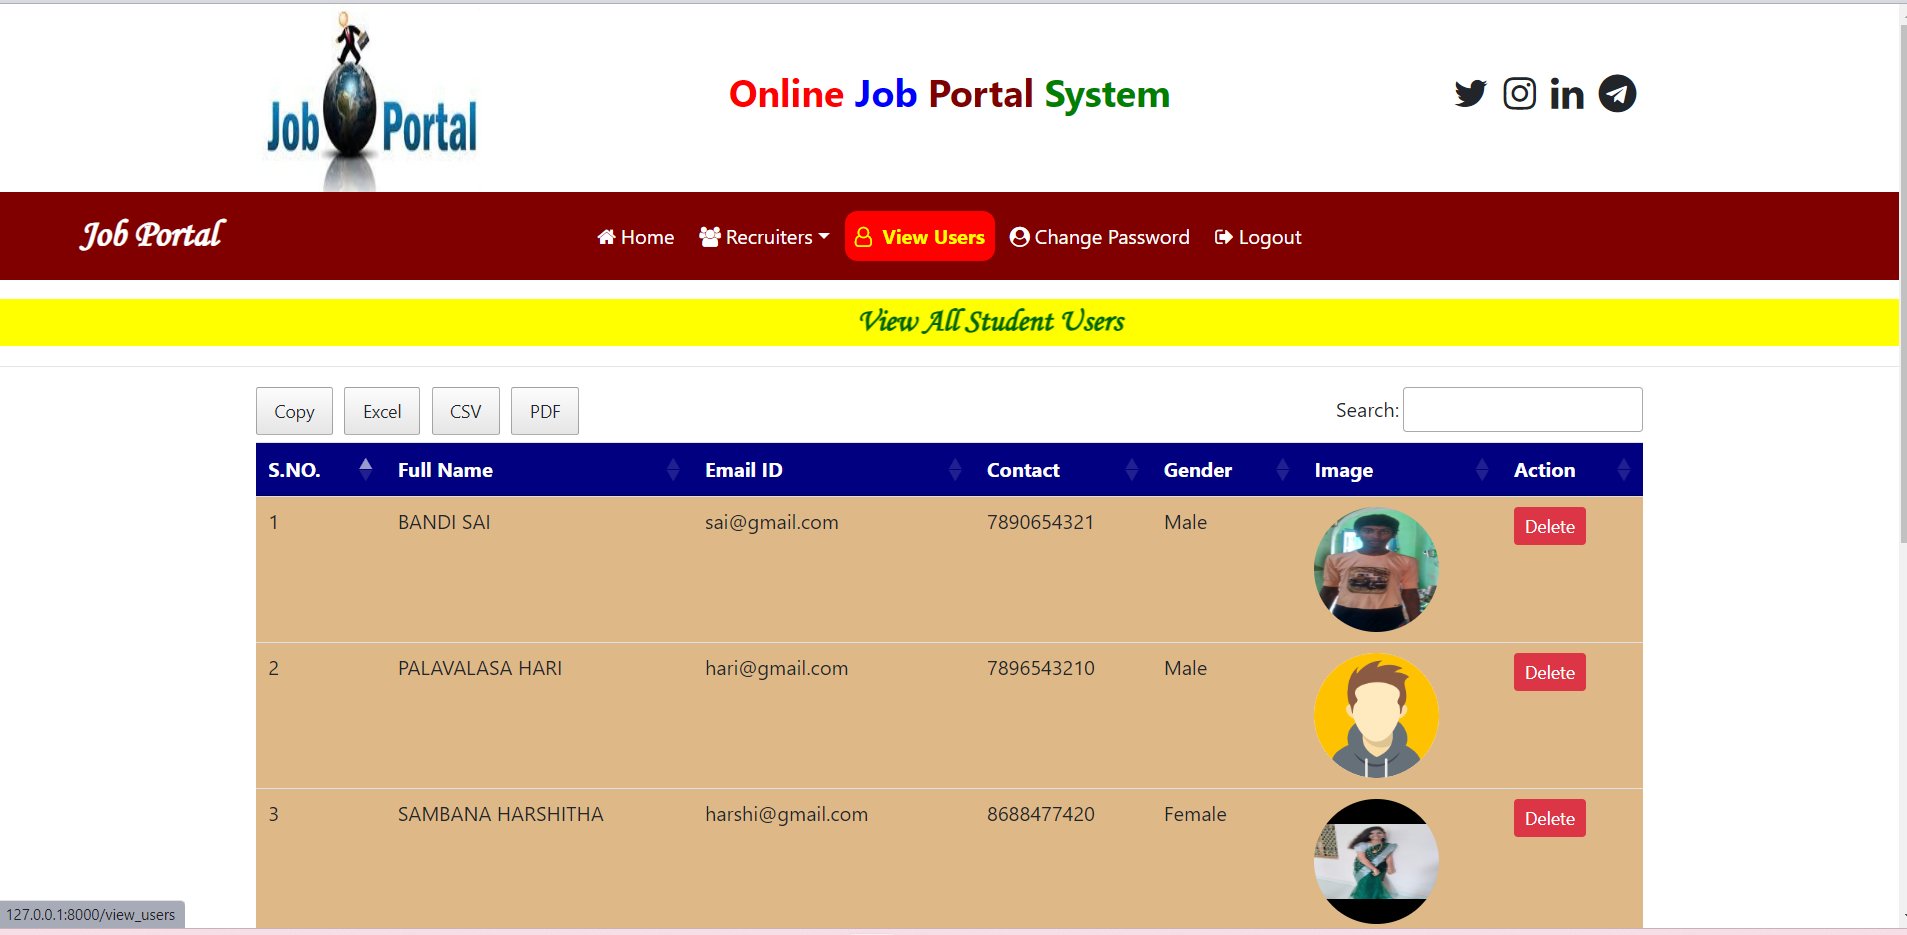 Job Portal
Online Job Portal System
Job Portal
Home Recruiters View Users Change Password Logout
View All Student Users
Copy Excel CSV PDF Search:
S.NO. Full Name Email ID Contact Gender Image Action
1 BANDI SAI sai@gmail.com 7890654321 Male Delete
2 PALAVALASA HARI hari@gmail.com 7896543210 Male Delete
3 SAMBANA HARSHITHA harshi@gmail.com 8688477420 Female Delete
127.0.0.1:8000/view_users